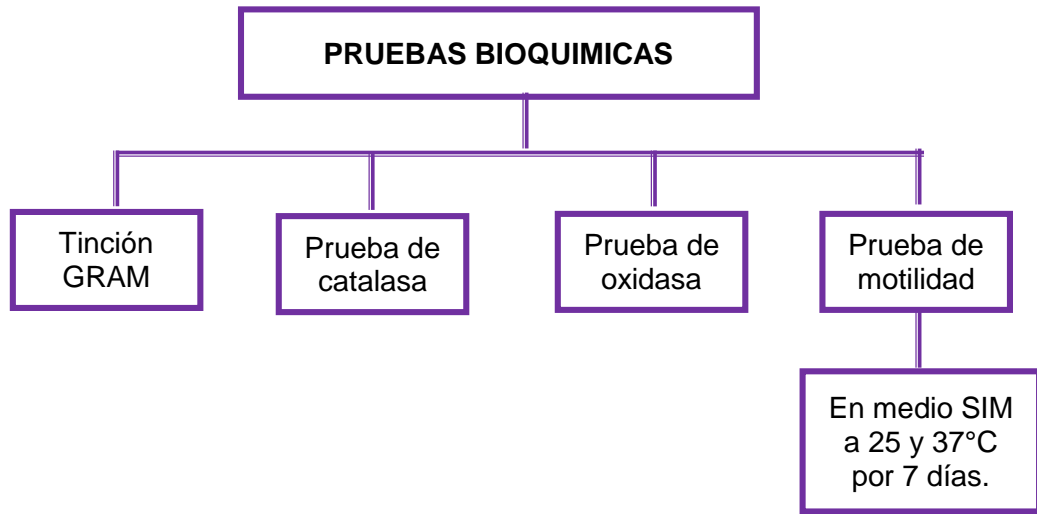 PRUEBAS BIOQUIMICAS
Tinción
GRAM
Prueba de
catalasa
Prueba de
oxidasa
Prueba de
motilidad
En medio SIM
a 25 y 37°C
por 7 días.